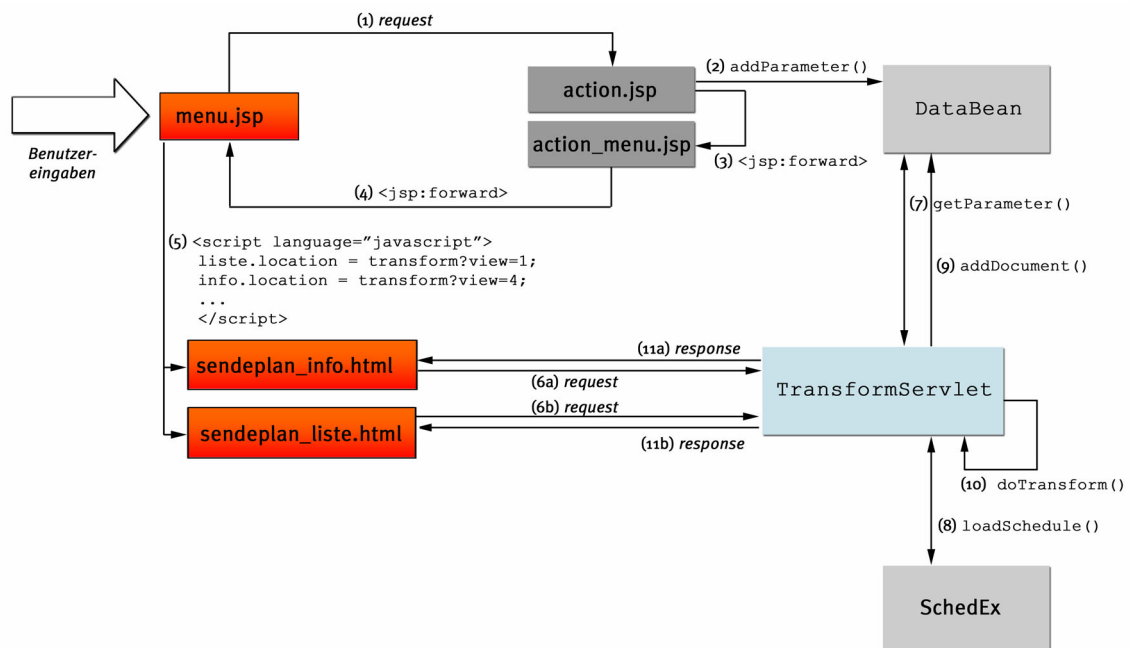 (1) request
menu.jsp
Benutzer-
eingaben
action.jsp
action_menu.jsp
(2) addParameter()
DataBean
(3) <jsp:forward>
(4) <jsp:forward>
(5) <script language=”javascript”>
liste.location = transform?view=1;
info.location = transform?view=4;
...
</script>
(7) getParameter()
(9) addDocument()
sendeplan_info.html
(11a) response
(6a) request
sendeplan_liste.html
(6b) request
(11b) response
TransformServlet
(10) doTransform()
(8) loadSchedule()
SchedEx